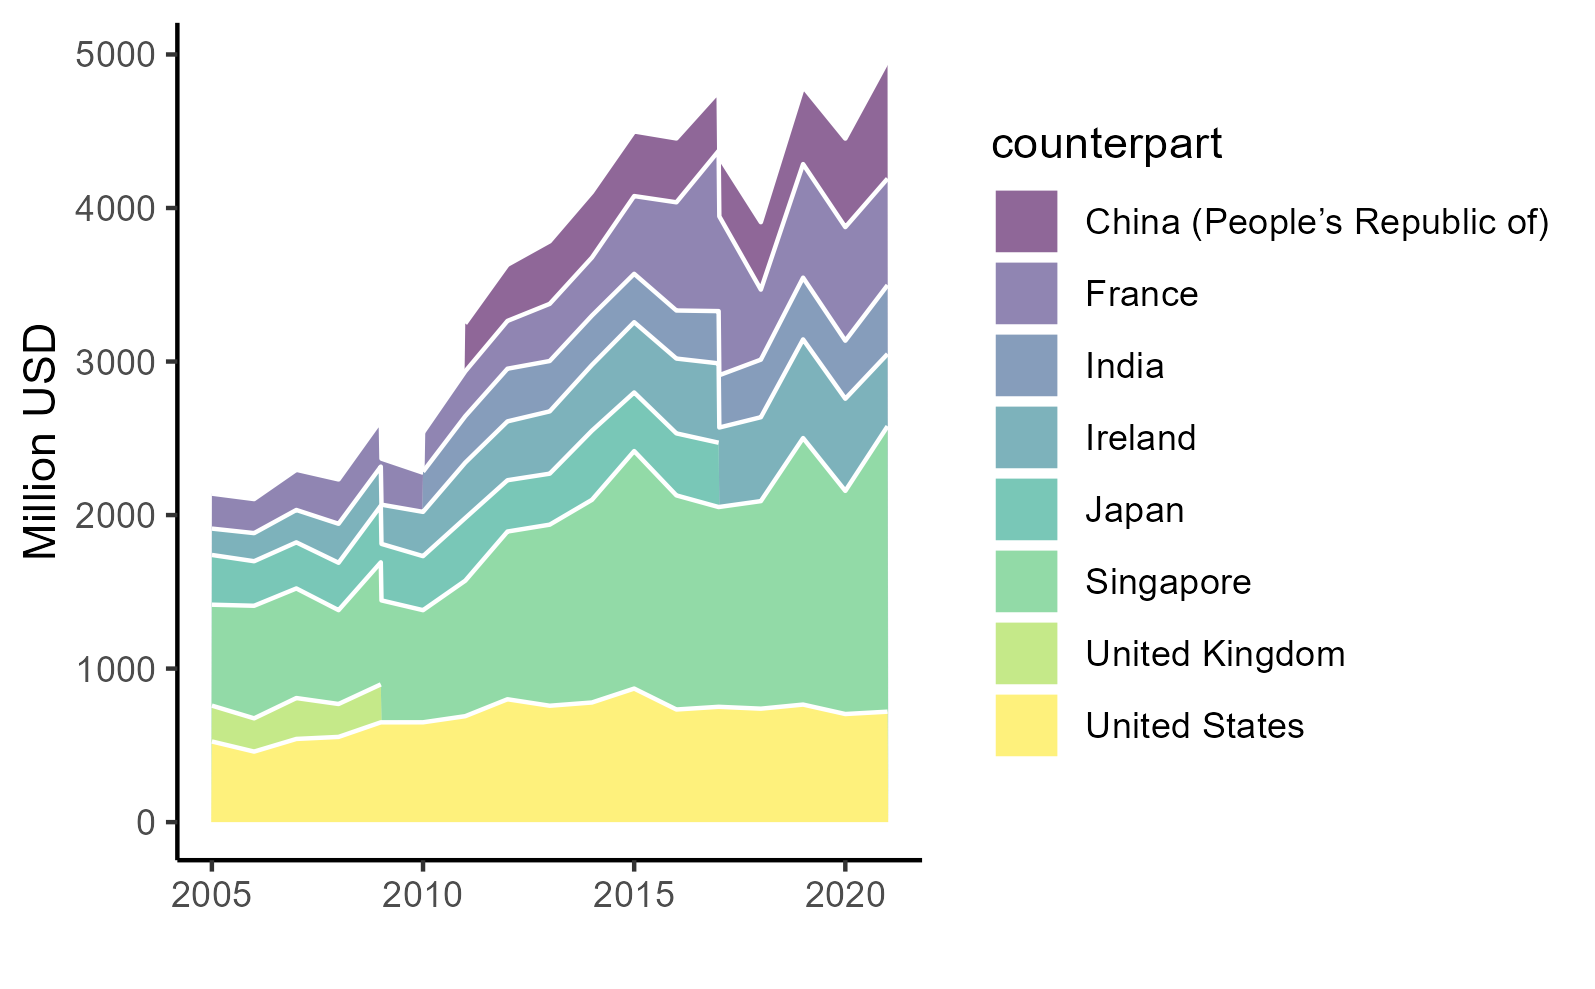 5000
4000
3000
2000
1000
0
Million USD
2005 2010 2015 2020
counterpart
China (People’s Republic of)
France
India
Ireland
Japan
Singapore
United Kingdom
United States